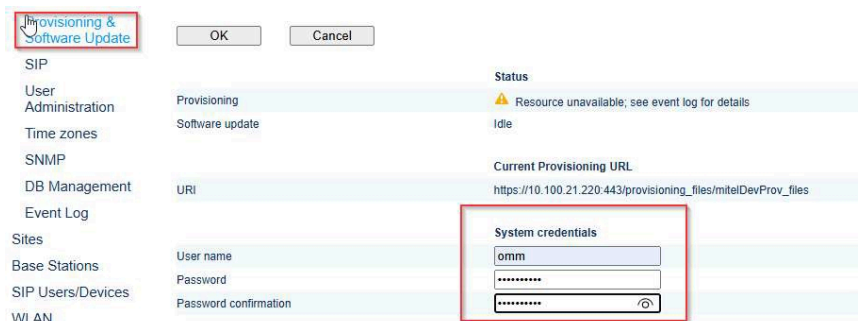 Provisioning &
Software Update
OK Cancel
SIP
Status
User
Administration
Provisioning Resource unavailable; see event log for details
Software update Idle
Time zones
SNMP
Current Provisioning URL
DB Management
URI https://10.100.21.220:443/provisioning_files/mitelDevProv_files
Event Log
System credentials
Sites
User name omm
Base Stations
Password ••••••••••
SIP Users/Devices
Password confirmation ••••••••••
WLAN